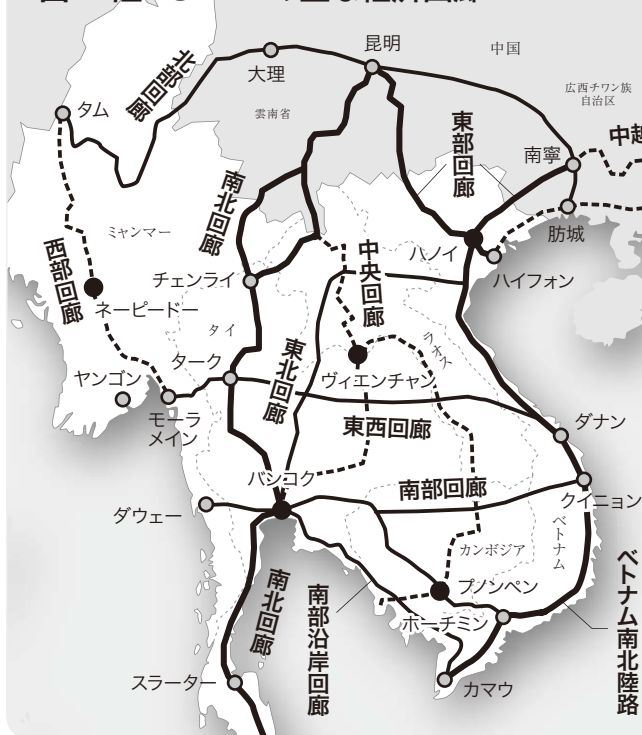 昆明
中国
大理
北部回廊
雲南省
広西チワン族
自治区
タム
東部回廊
南寧
中越
南北回廊
肪城
ミャンマー
中央回廊
ハノイ
ハイフォン
西部回廊
チェンライ
ネーピードー
タイ
ラオス
東北回廊
ターク
ヴィエンチャン
ヤンゴン
モーラ
メイン
東西回廊
ダナン
バンコク
南部回廊
クイニョン
ダウェー
ベトナム
カンボジア
プノンペン
ベトナム南北陸路
南北回廊
南部沿岸回廊
ホーチミン
スラーター
カマウ